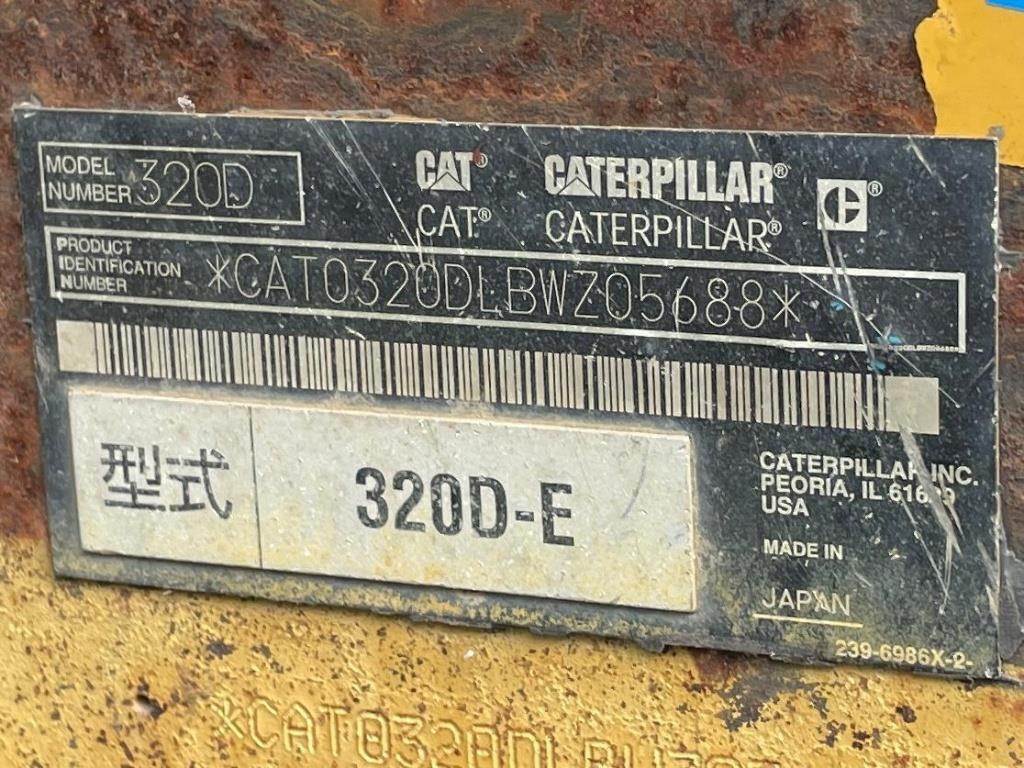 MODEL NUMBER 320D
CAT® CATERPILLAR® ®
CAT® CATERPILLAR®
PRODUCT
IDENTIFICATION
NUMBER
*CAT0320DLBWZ05688*
型式 320D-E
CATERPILLAR INC.
PEORIA, IL
USA
MADE IN
JAPAN
239-6986X-2-
*CAT0320DLBWZ05